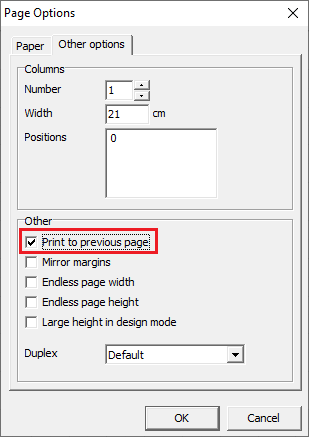 Page Options
Paper
Other options
Columns
Number 1
Width 21 cm
Positions 0
Other
Print to previous page
Mirror margins
Endless page width
Endless page height
Large height in design mode
Duplex Default
OK Cancel